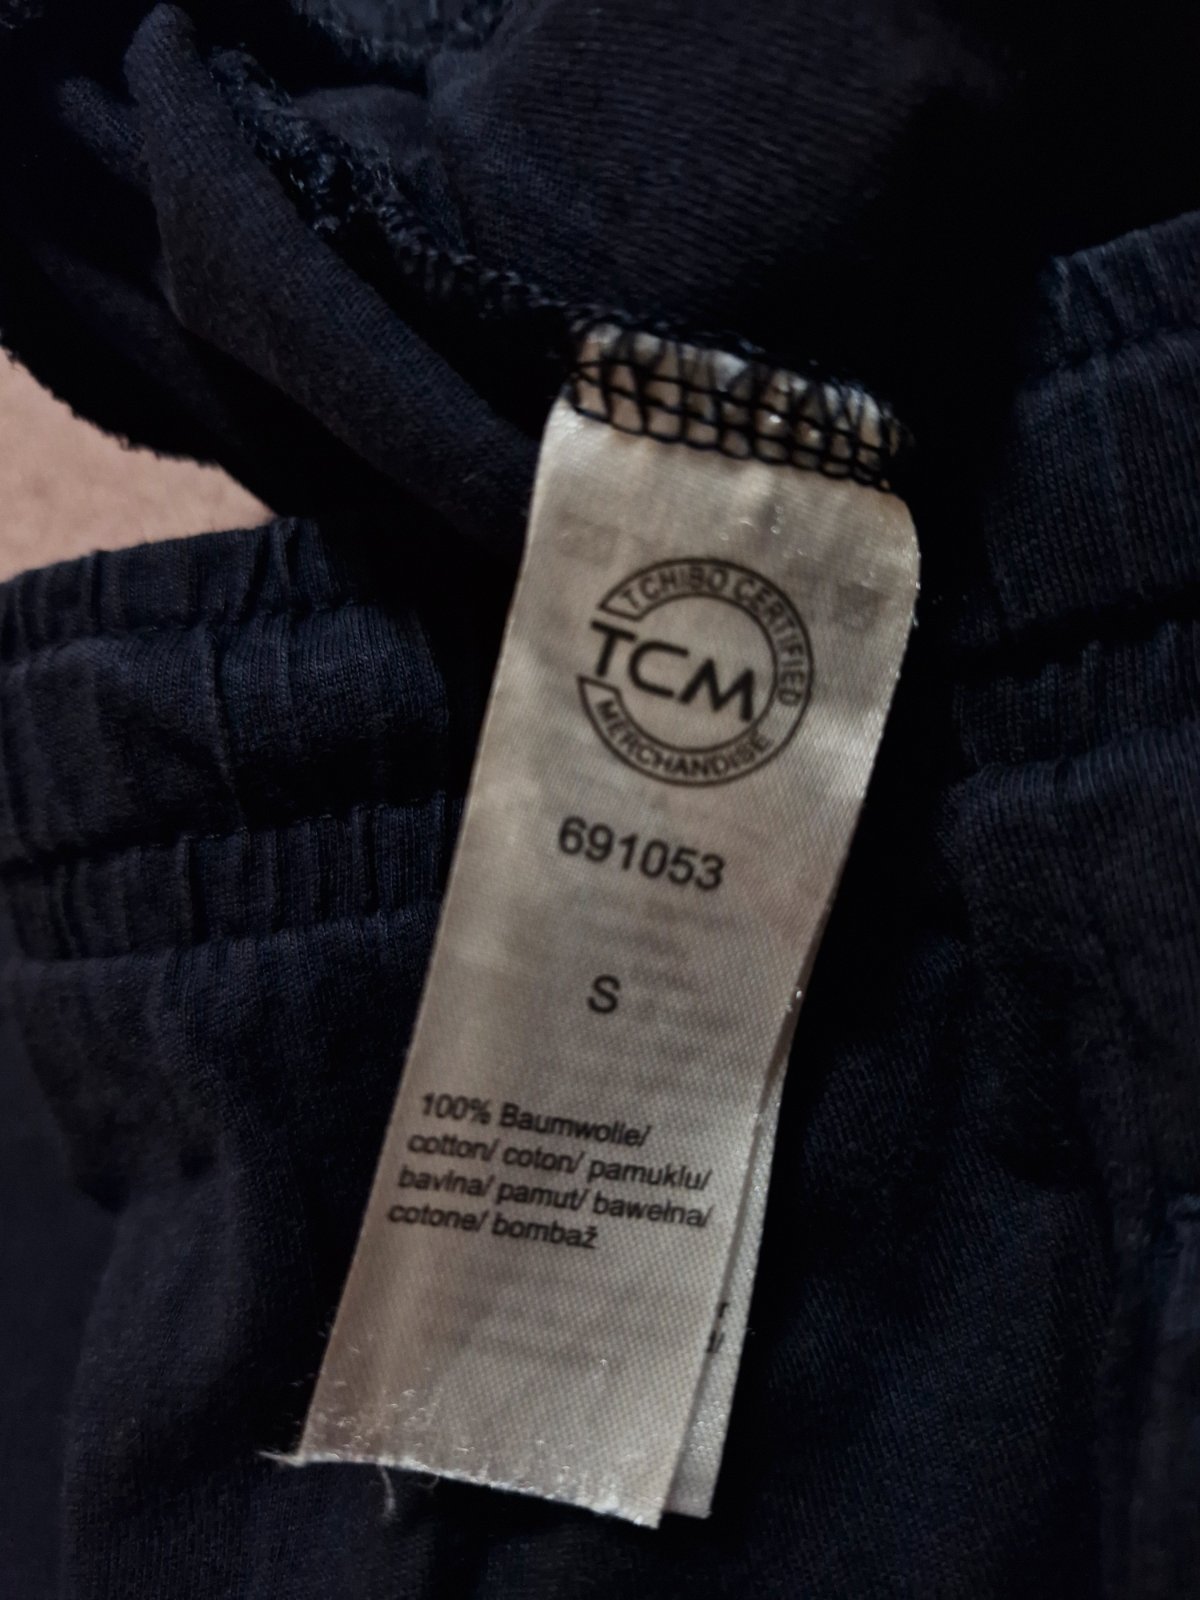 TCHIBO CERTIFIED
TCM
MERCHANDISE
691053
S
100% Baumwolle/
cotton/ coton/ pamuklu/
bavlna/ pamut/ bawełna/
cotone/ bombaž